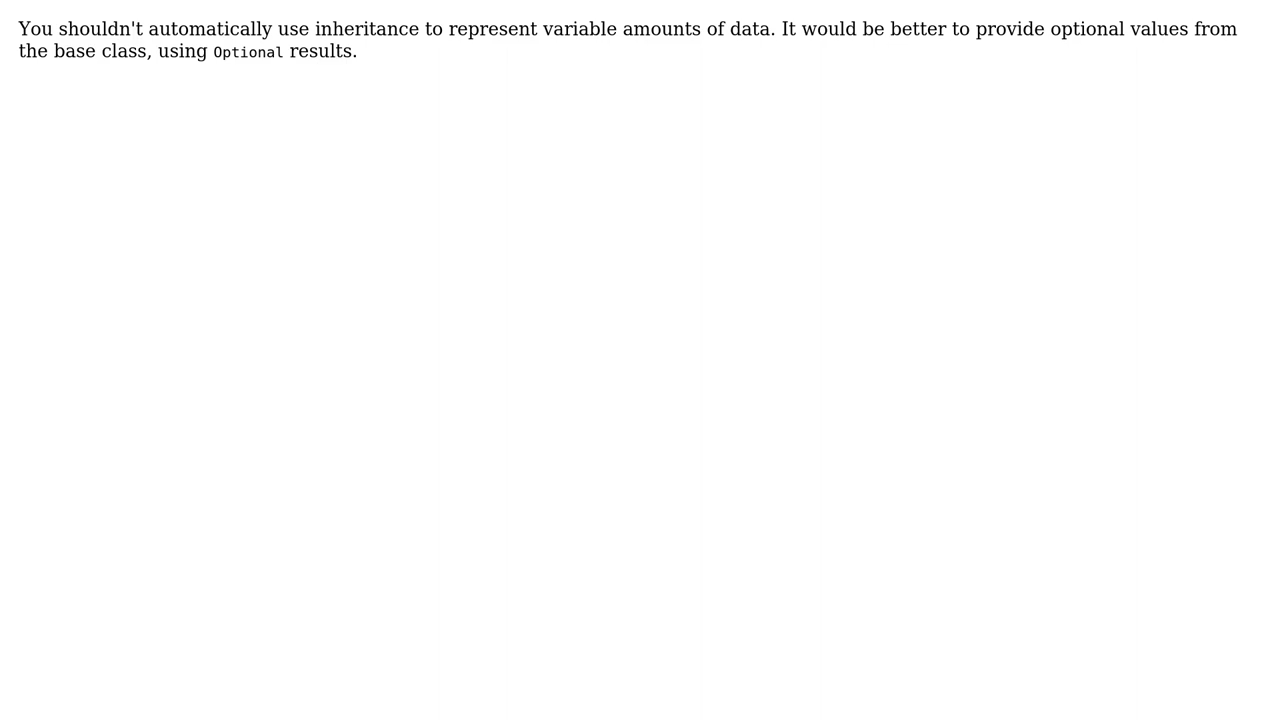 You shouldn't automatically use inheritance to represent variable amounts of data. It would be better to provide optional values from
the base class, using Optional results.